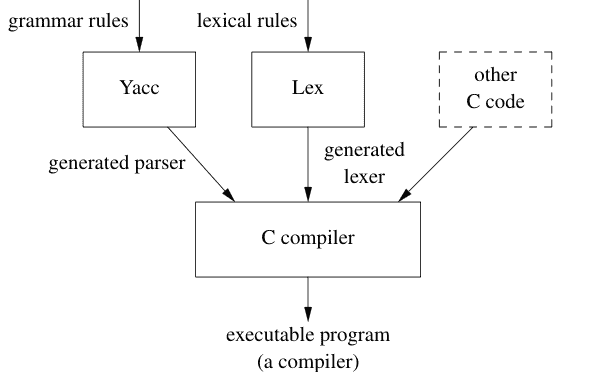 grammar rules
lexical rules
Yacc
Lex
other
C code
generated parser
generated
lexer
C compiler
executable program
(a compiler)